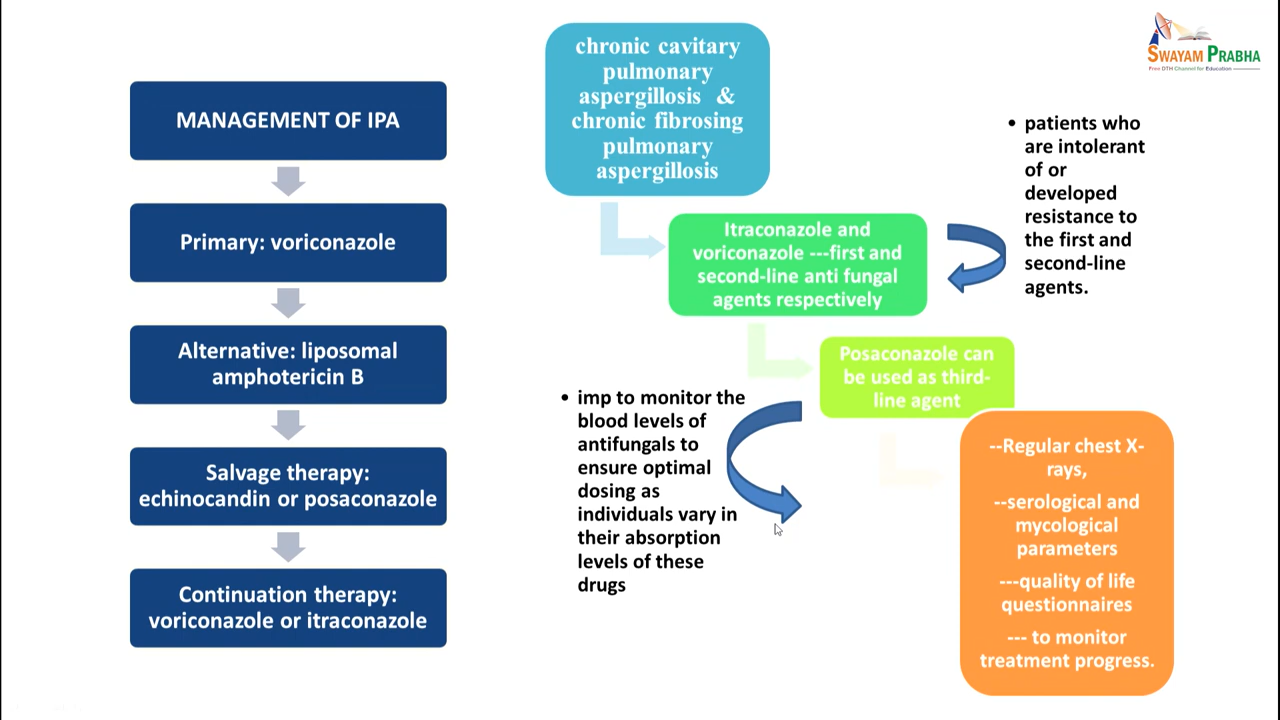 SWAYAM PRABHA
Free DTH Channel for Education
MANAGEMENT OF IPA
Primary: voriconazole
Alternative: liposomal
amphotericin B
Salvage therapy:
echinocandin or posaconazole
Continuation therapy:
voriconazole or itraconazole
chronic cavitary
pulmonary
aspergillosis &
chronic fibrosing
pulmonary
aspergillosis
Itraconazole and
voriconazole ---first and
second-line anti fungal
agents respectively
• patients who
are intolerant
of or
developed
resistance to
the first and
second-line
agents.
Posaconazole can
be used as third-
line agent
• imp to monitor the
blood levels of
antifungals to
ensure optimal
dosing as
individuals vary in
their absorption
levels of these
drugs
--Regular chest X-
rays,
--serological and
mycological
parameters
---quality of life
questionnaires
--- to monitor
treatment progress.